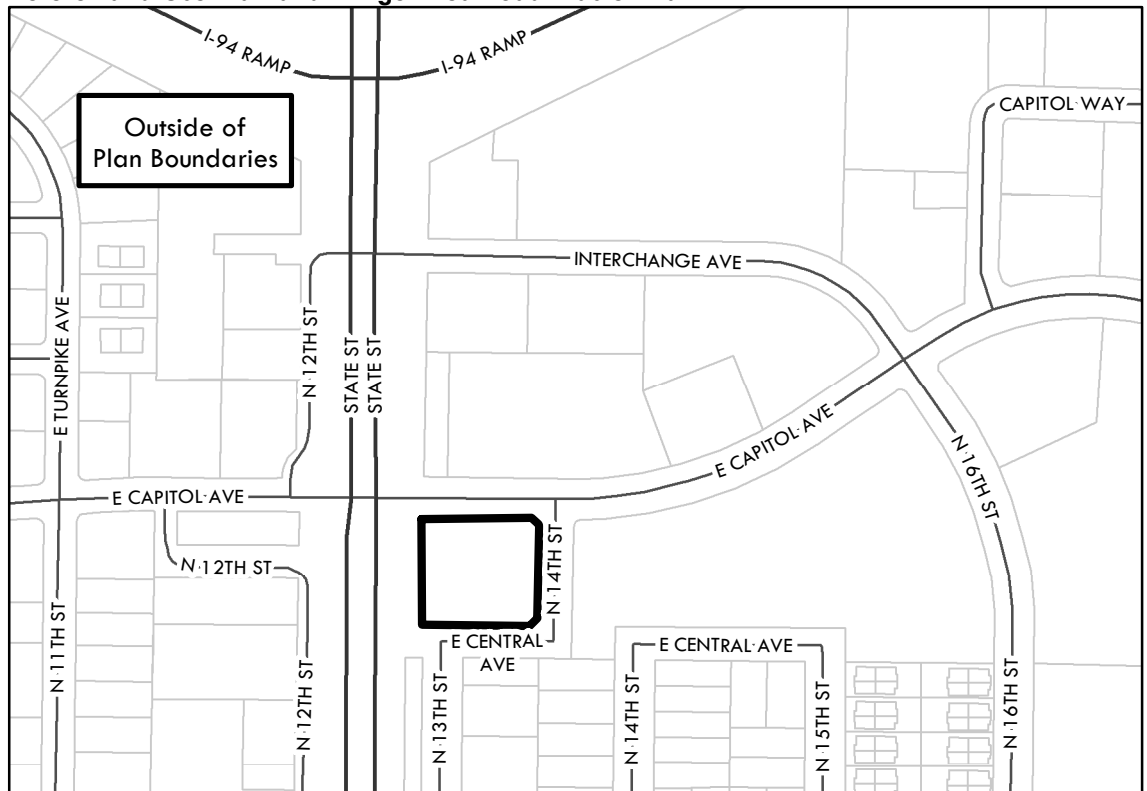 I-94 RAMP
I-94 RAMP
Outside of
Plan Boundaries
CAPITOL WAY
INTERCHANGE AVE
E TURNPIKE AVE
N 12TH ST
STATE ST
STATE ST
E CAPITOL AVE
E CAPITOL AVE
N 16TH ST
N 12TH ST
N 14TH ST
N 11TH ST
E CENTRAL
AVE
E CENTRAL AVE
N 12TH ST
N 13TH ST
N 14TH ST
N 15TH ST
N 16TH ST